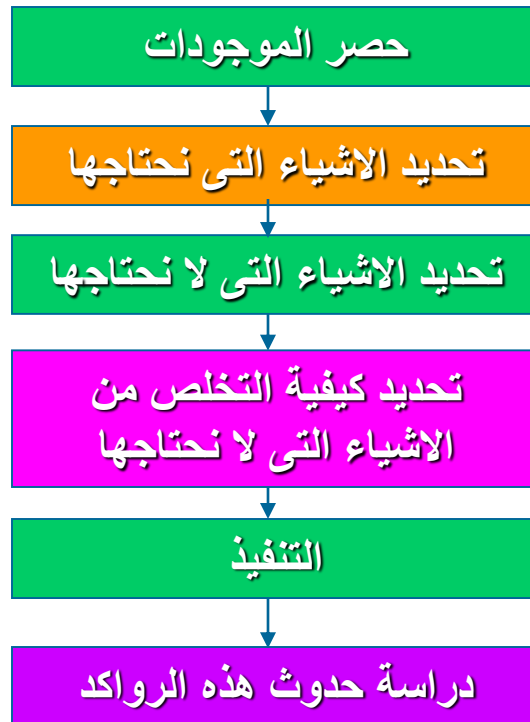 حصر الموجودات
تحديد الاشياء التى نحتاجها
تحديد الاشياء التى لا نحتاجها
تحديد كيفية التخلص من
الاشياء التى لا نحتاجها
التنفيذ
دراسة حدوث هذه الرواكد